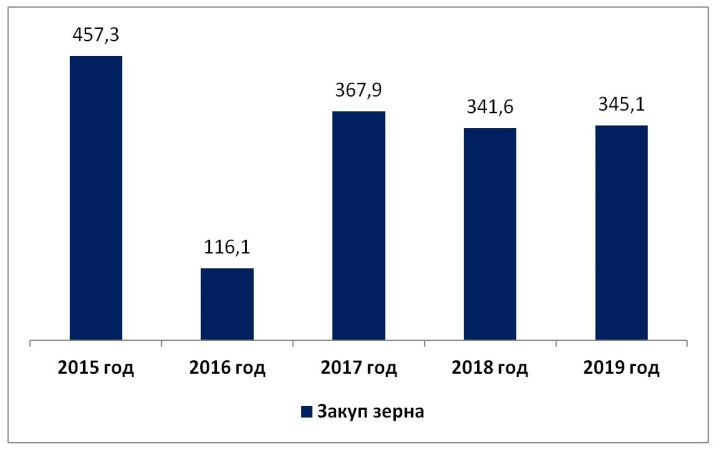 457,3
116,1
367,9
341,6
345,1
2015 год
2016 год
2017 год
2018 год
2019 год
Закуп зерна